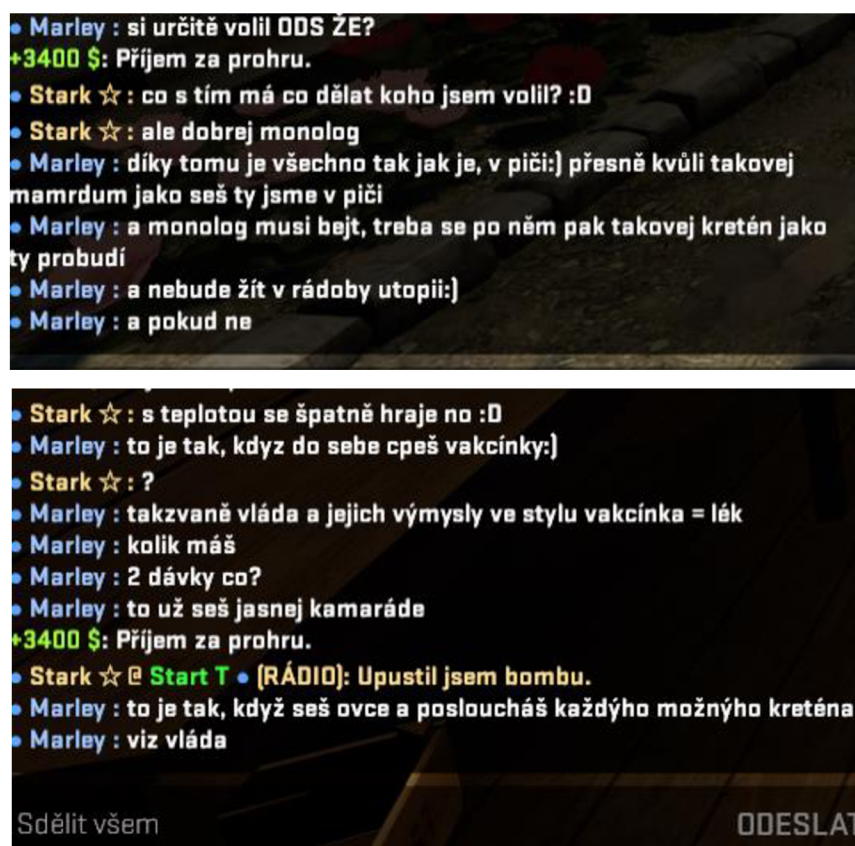 • Marley : si určitě volil ODS ŽE?
+3400 $: Příjem za prohru.
• Stark ☆ : co s tím má co dělat koho jsem volil? :D
• Stark ☆ : ale dobrej monolog
• Marley : díky tomu je všechno tak jak je, v piči:) přesně kvůli takovej
mamrdum jako seš ty jsme v piči
• Marley : a monolog musi bejt, treba se po něm pak takovej kretén jako
ty probudí
• Marley : a nebude žít v rádoby utopii:)
• Marley : a pokud ne
• Stark ☆ : s teplotou se špatně hraje no :D
• Marley : to je tak, kdyz do sebe cpeš vakcínky:)
• Stark ☆ : ?
• Marley : takzvaně vláda a jejich výmysly ve stylu vakcínka = lék
• Marley : kolik máš
• Marley : 2 dávky co?
• Marley : to už seš jasnej kamaráde
+3400 $: Příjem za prohru.
• Stark ☆ @ Start T • (RÁDIO): Upustil jsem bombu.
• Marley : to je tak, když seš ovce a posloucháš každýho možnýho kreténa
• Marley : viz vláda
Sdělit všem ODESLAT